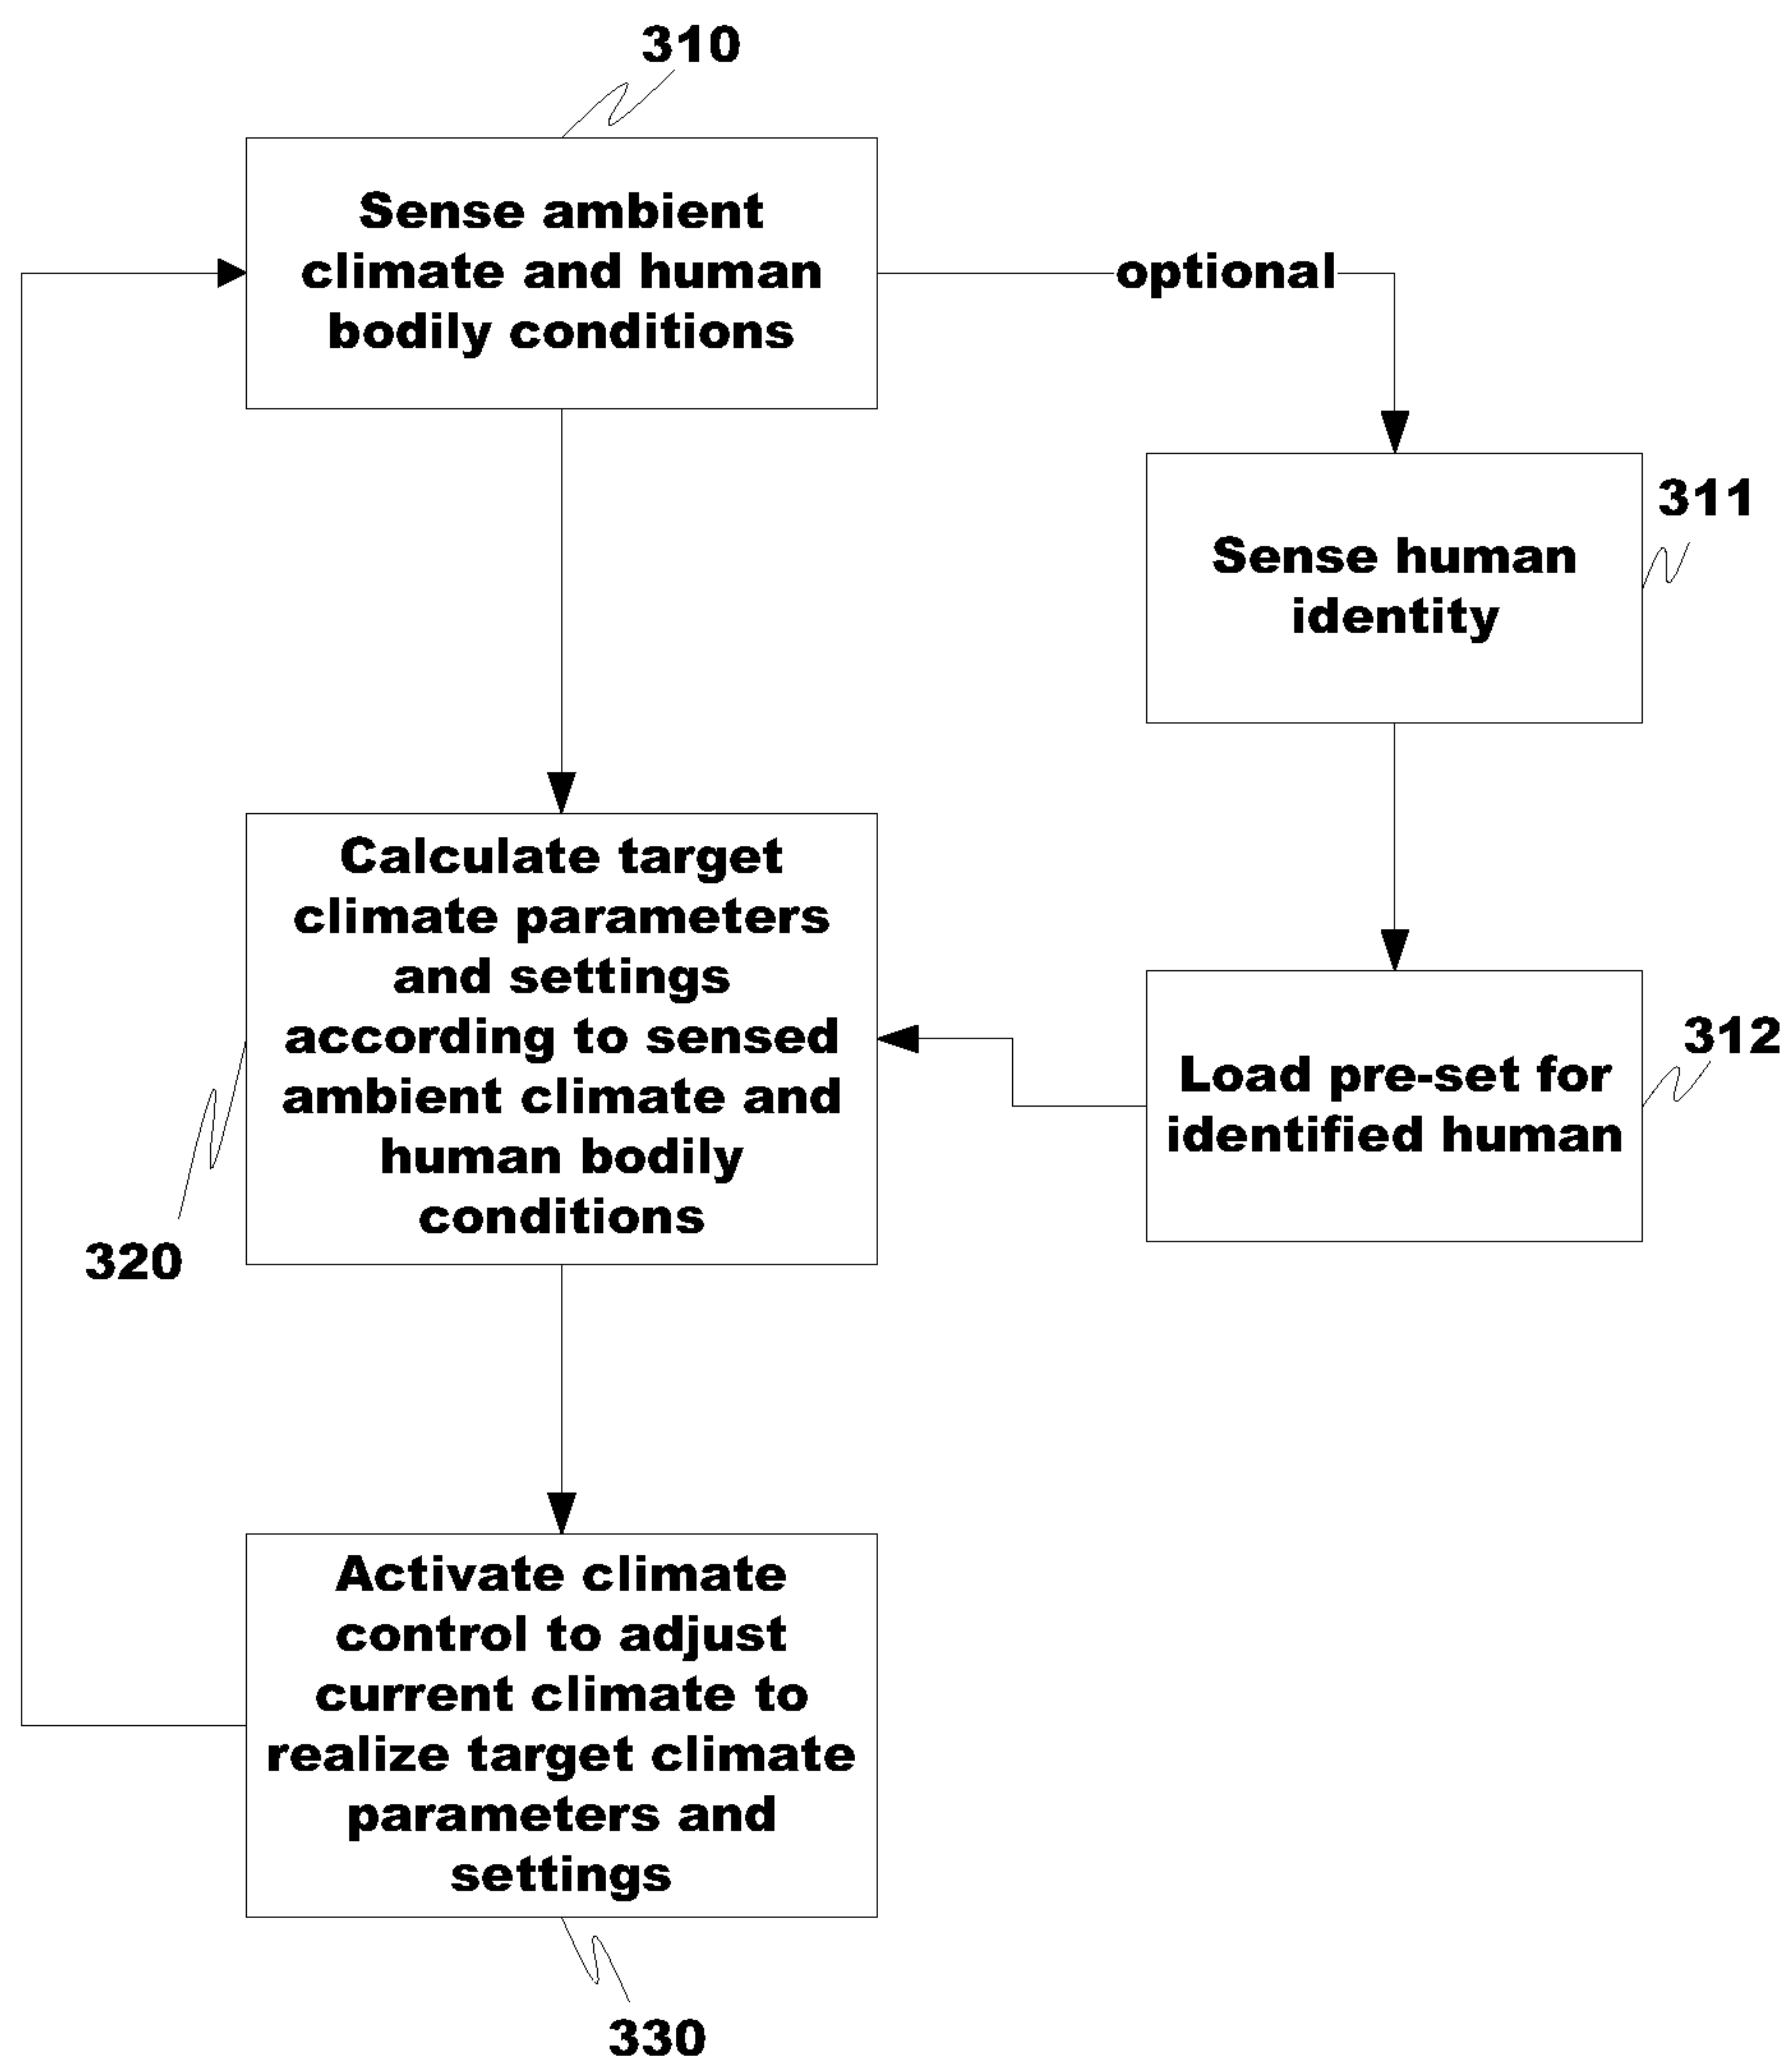 310
Sense ambient
climate and human
bodily conditions
optional
311
Sense human
identity
Calculate target
climate parameters
and settings
according to sensed
ambient climate and
human bodily
conditions
320
312
Load pre-set for
identified human
Activate climate
control to adjust
current climate to
realize target climate
parameters and
settings
330